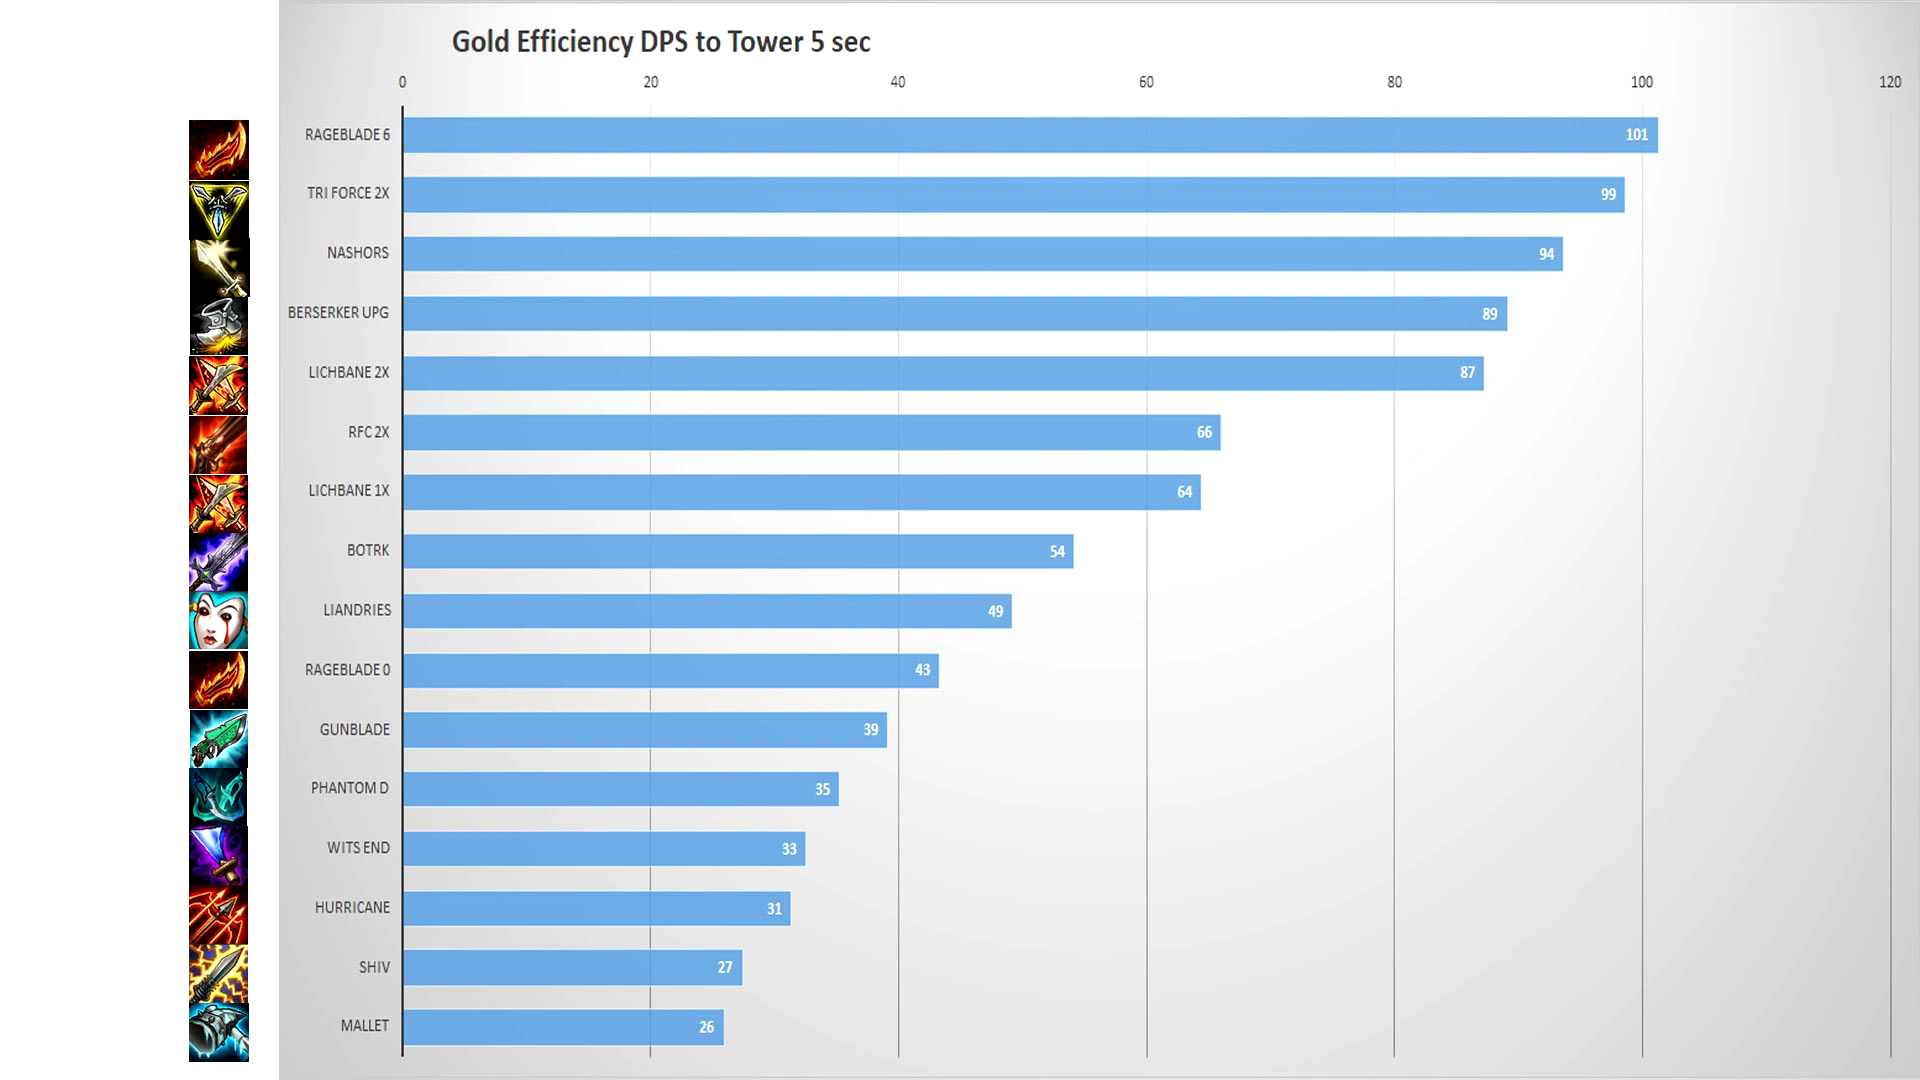 Gold Efficiency DPS to Tower 5 sec
0 20 40 60 80 100 120
RAGEBLADE 6 101
TRI FORCE 2X 99
NASHORS 94
BERSERKER UPG 89
LICHBANE 2X 87
RFC 2X 66
LICHBANE 1X 64
BOTRK 54
LIANDRIES 49
RAGEBLADE 0 43
GUNBLADE 39
PHANTOM D 35
WITS END 33
HURRICANE 31
SHIV 27
MALLET 26